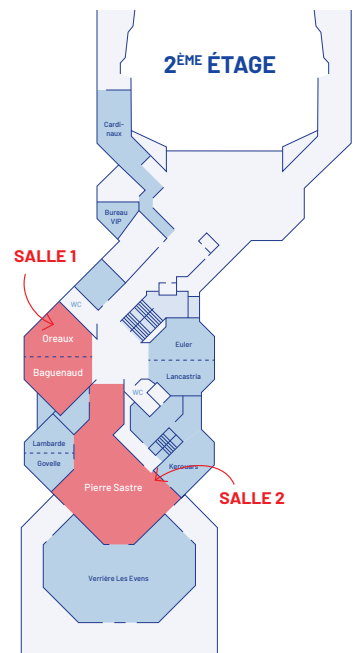 2ÈME ÉTAGE
Cardi-
naux
Bureau
VIP
SALLE 1
WC
Oreaux
Baguenaud
Euler
Lancastria
WC
Lambarde
Govelle
Kerouars
Pierre Sastre
SALLE 2
Verrière Les Evens